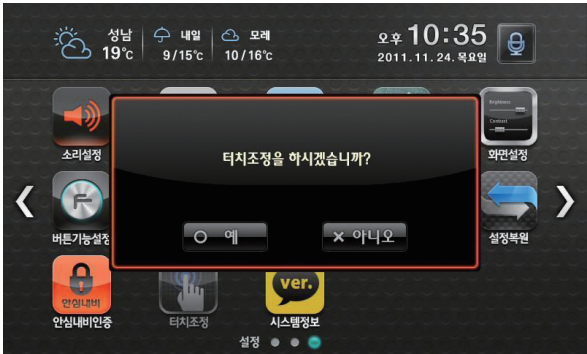 성남
19°c
내일
9/15°c
모레
10/16°c
오후 10:35
2011.11.24.목요일
소리설정
Brightness
Contrast
화면설정
터치조정을 하시겠습니까?
예
아니오
F
버튼기능설정
설정복원
안심내비
안심내비인증
터치조정
ver.
시스템정보
설정